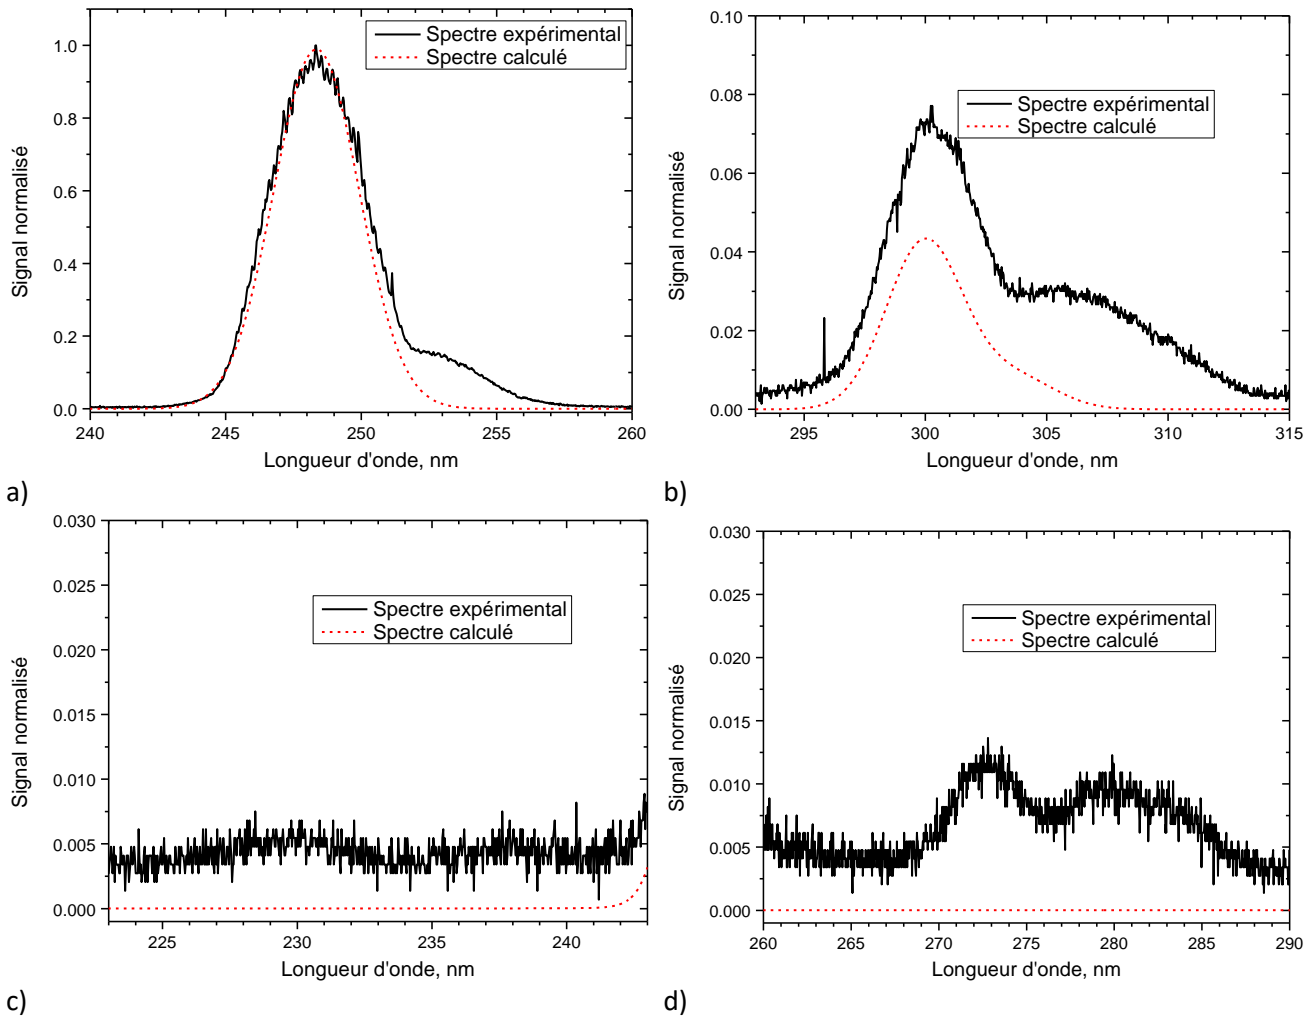 Spectre expérimental
Spectre calculé
1.0
0.8
0.6
0.4
0.2
0.0
Signal normalisé
240 245 250 255 260
Longueur d'onde, nm
a)
Spectre expérimental
Spectre calculé
0.10
0.08
0.06
0.04
0.02
0.00
Signal normalisé
295 300 305 310 315
Longueur d'onde, nm
b)
Spectre expérimental
Spectre calculé
0.030
0.025
0.020
0.015
0.010
0.005
0.000
Signal normalisé
225 230 235 240
Longueur d'onde, nm
c)
Spectre expérimental
Spectre calculé
0.030
0.025
0.020
0.015
0.010
0.005
0.000
Signal normalisé
260 265 270 275 280 285 290
Longueur d'onde, nm
d)